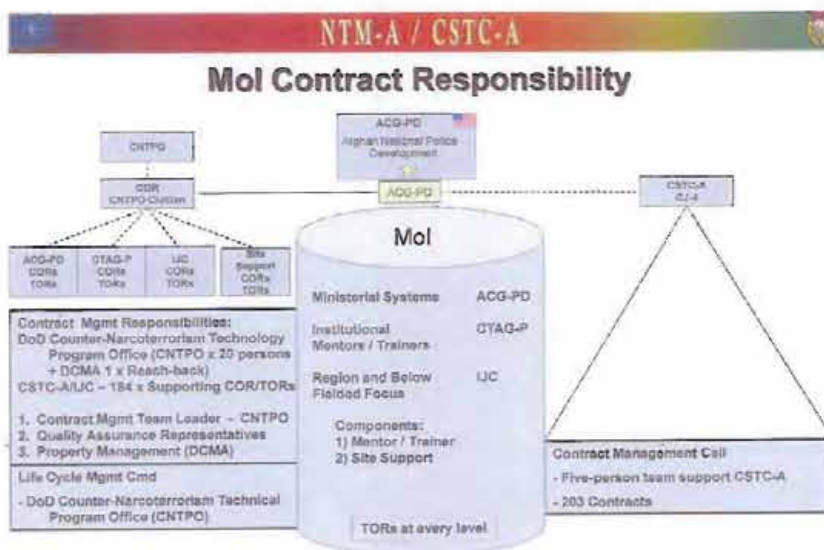 NTM-A / CSTC-A
MoI Contract Responsibility
ACG-PD
Afghan National Police
Development
CNTPO
COR
CNTPO Civilian
ACG-PD
CSTC-A
CJ-4
ACG-PD
CORs
TORs
CTAG-P
CORs
TORs
IJC
CORs
TORs
Site
Support
CORs
TORs
MoI
Ministerial Systems ACG-PD
Institutional
Mentors / Trainers CTAG-P
Region and Below
Fielded Focus IJC
Components:
1) Mentor / Trainer
2) Site Support
TORs at every level
Contract Mgmt Responsibilities:
DoD Counter-Narcoterrorism Technology
Program Office (CNTPO x 20 persons
+ DCMA 1 x Reach-back)
CSTC-A/IJC – 184 x Supporting COR/TORs
1. Contract Mgmt Team Leader – CNTPO
2. Quality Assurance Representatives
3. Property Management (DCMA)
Life Cycle Mgmt Cmd
- DoD Counter-Narcoterrorism Technical
Program Office (CNTPO)
Contract Management Cell
- Five-person team support CSTC-A
- 203 Contracts